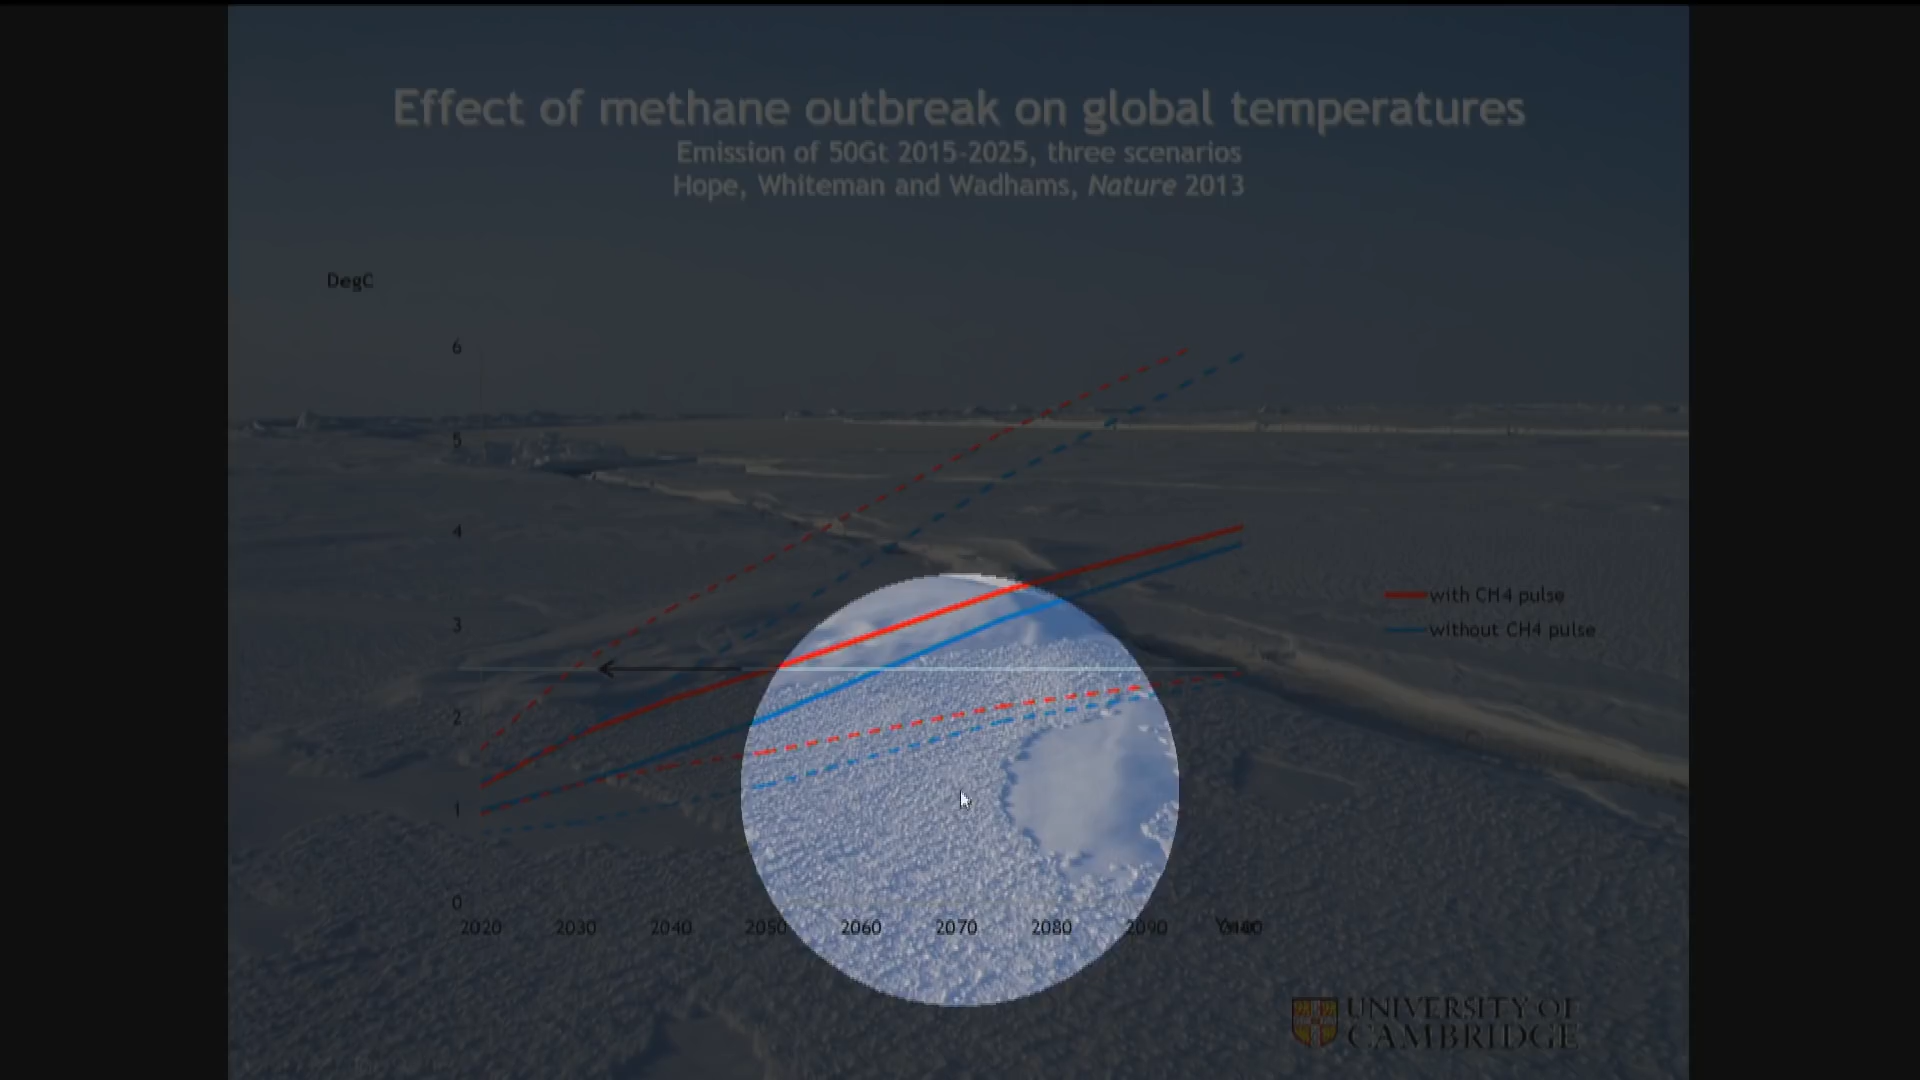 Effect of methane outbreak on global temperatures
Emission of 50Gt 2015-2025, three scenarios
Hope, Whiteman and Wadhams, Nature 2013
DegC
6
5
4
3
2
1
0
2020 2030 2040 2050 2060 2070 2080 2090
with CH4 pulse
without CH4 pulse
UNIVERSITY OF
CAMBRIDGE